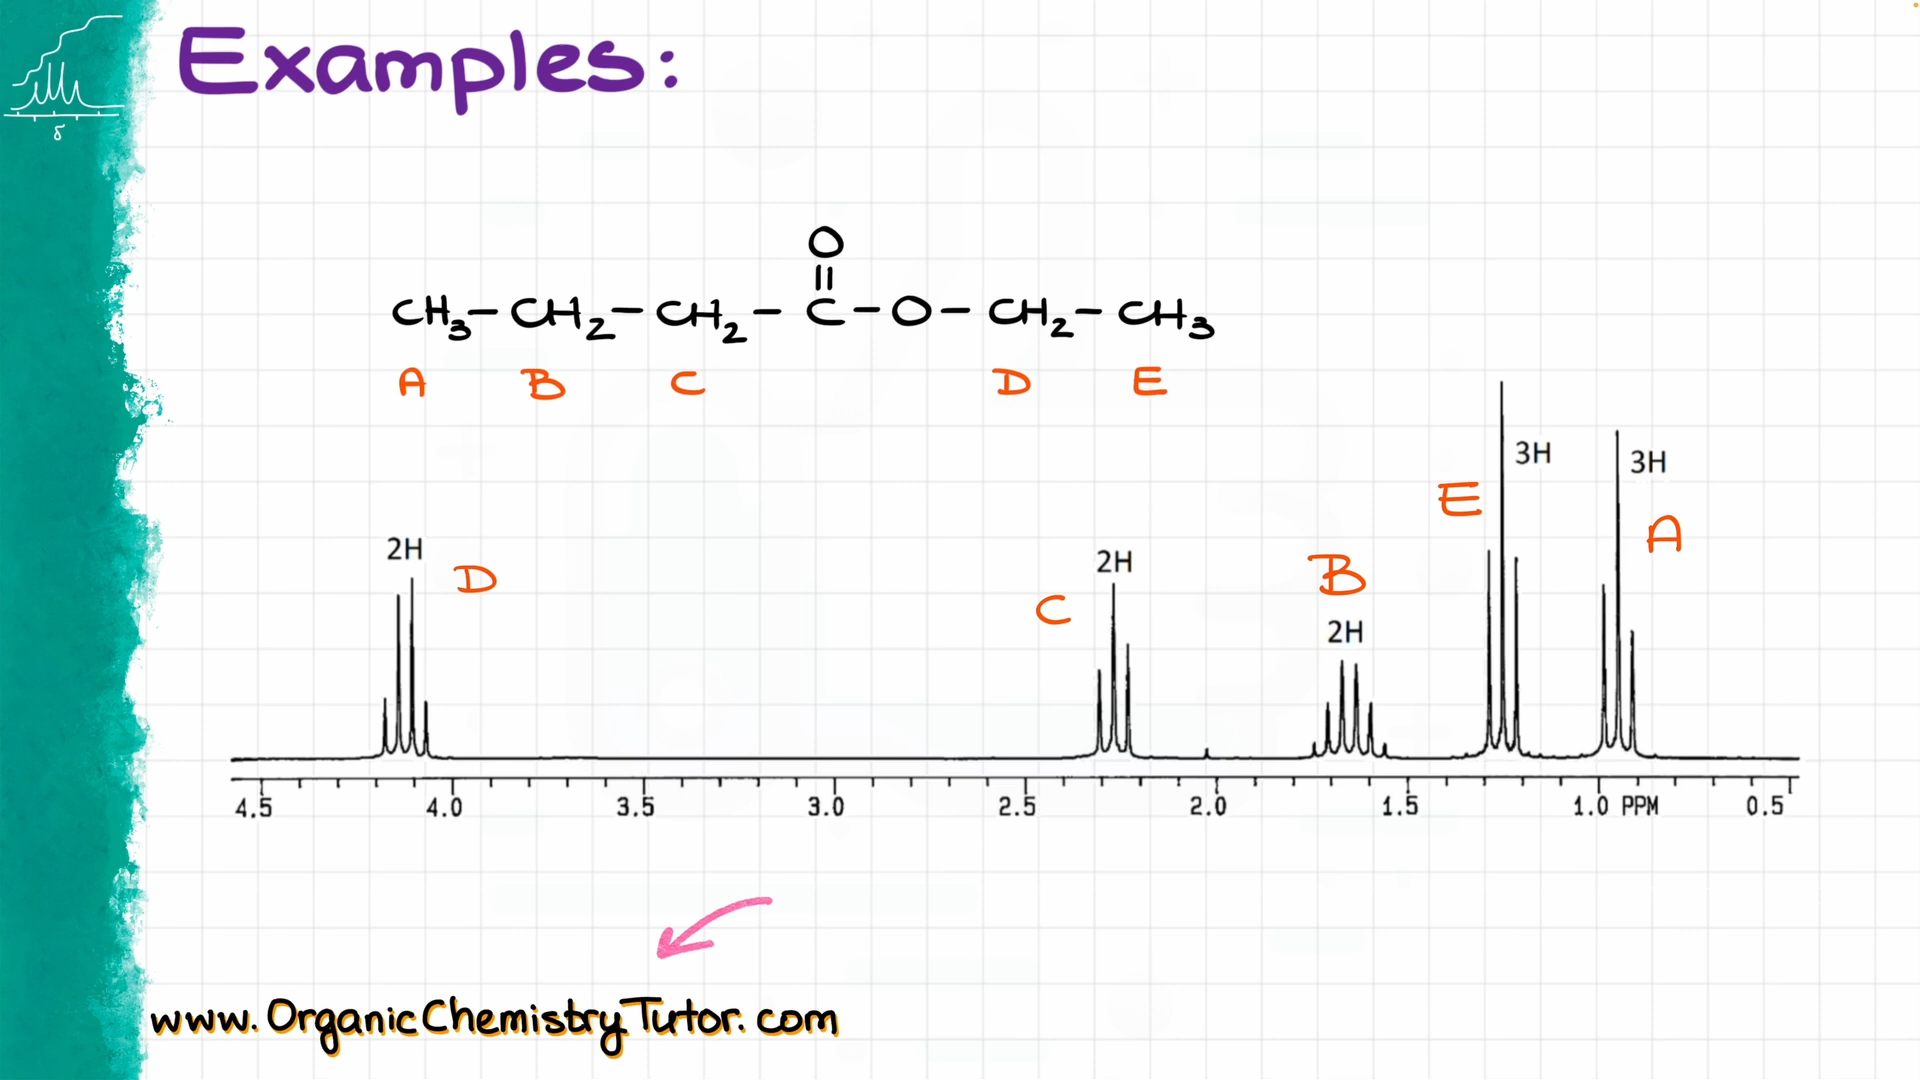 Examples:
δ
O
||
CH3-CH2-CH2-C-O-CH2-CH3
A B C D E
2H D
C 2H
B
2H
E 3H
3H A
4.5 4.0 3.5 3.0 2.5 2.0 1.5 1.0 PPM 0.5
www.OrganicChemistryTutor.com